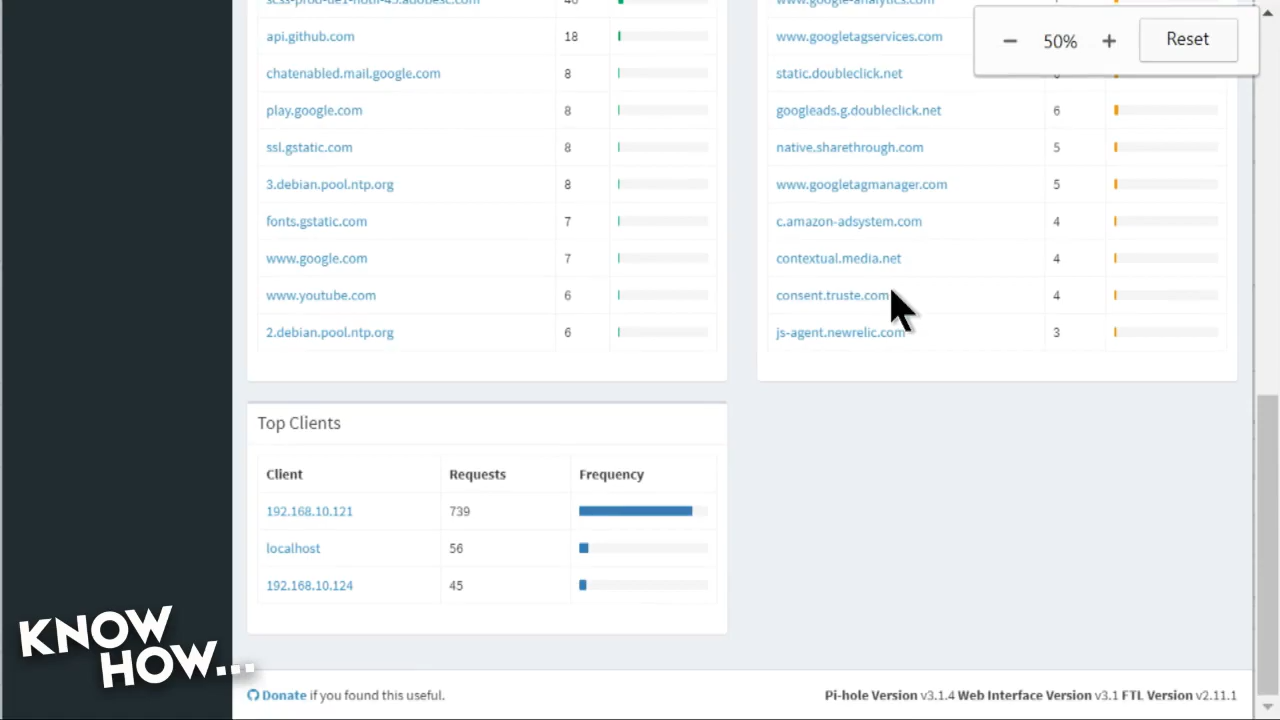 api.github.com 18
chatenabled.mail.google.com 8
play.google.com 8
ssl.gstatic.com 8
3.debian.pool.ntp.org 8
fonts.gstatic.com 7
www.google.com 7
www.youtube.com 6
2.debian.pool.ntp.org 6
www.google-analytics.com
www.googletagservices.com
static.doubleclick.net
googleads.g.doubleclick.net 6
native.sharethrough.com 5
www.googletagmanager.com 5
c.amazon-adsystem.com 4
contextual.media.net 4
consent.truste.com 4
js-agent.newrelic.com 3
− 50% + Reset
Top Clients
Client Requests Frequency
192.168.10.121 739
localhost 56
192.168.10.124 45
KNOW
HOW...
Donate if you found this useful.
Pi-hole Version v3.1.4 Web Interface Version v3.1 FTL Version v2.11.1